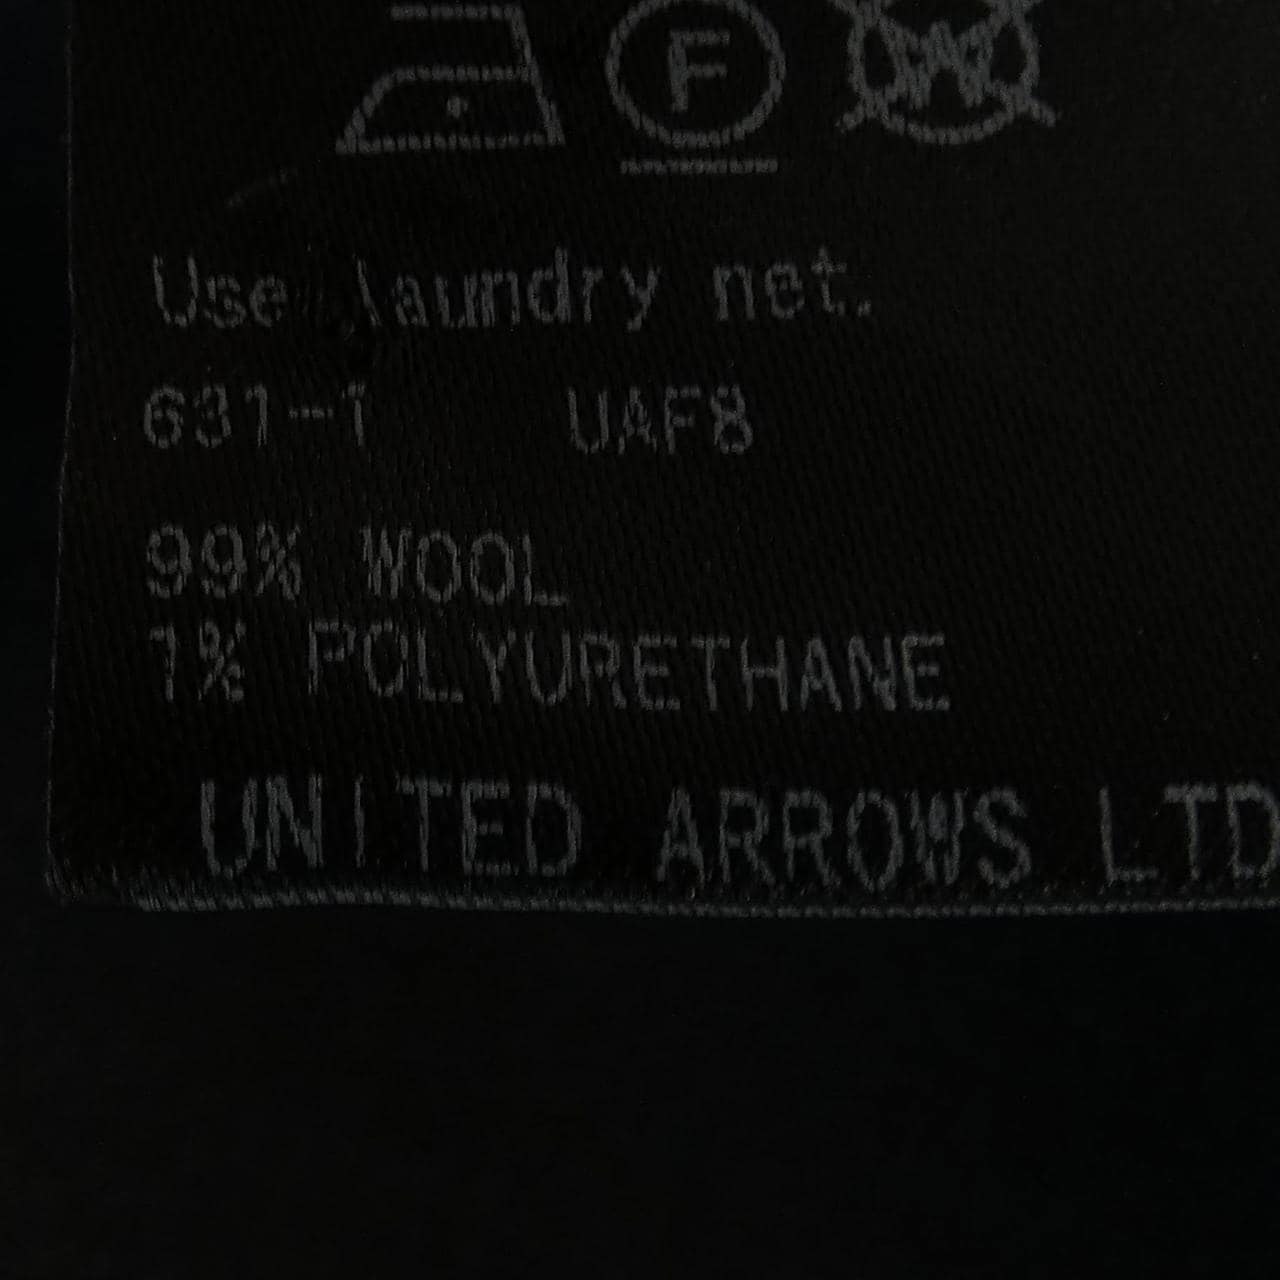 F W
Use laundry net.
631-1 UAF8
99% WOOL
1% POLYURETHANE
UNITED ARROWS LTD